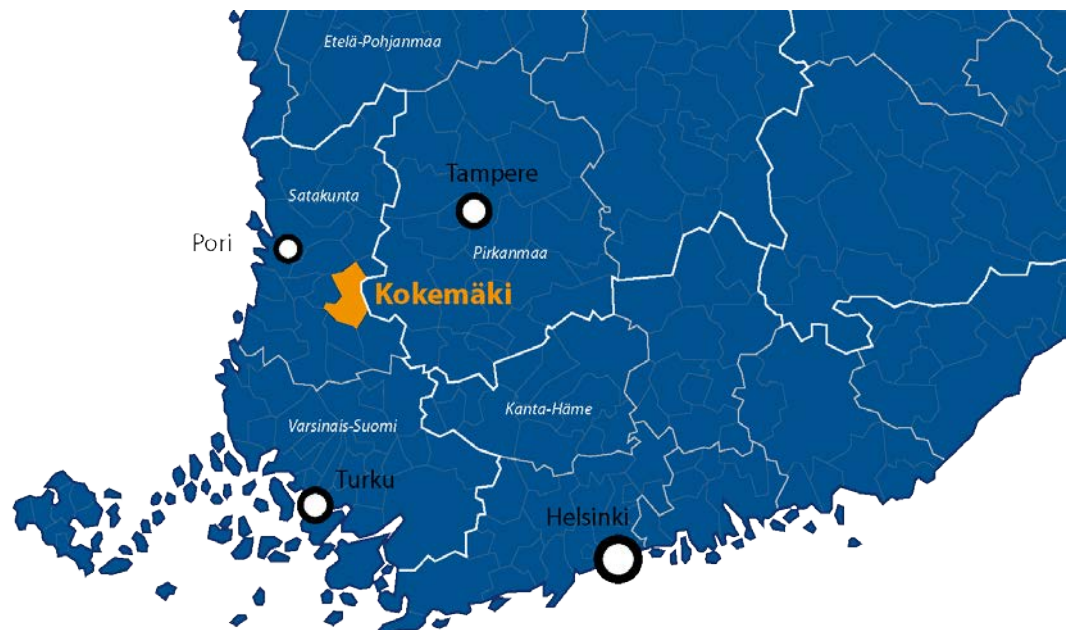 Etelä-Pohjanmaa
Tampere
Satakunta
Pori
Pirkanmaa
Kokemäki
Kanta-Häme
Varsinais-Suomi
Turku
Helsinki